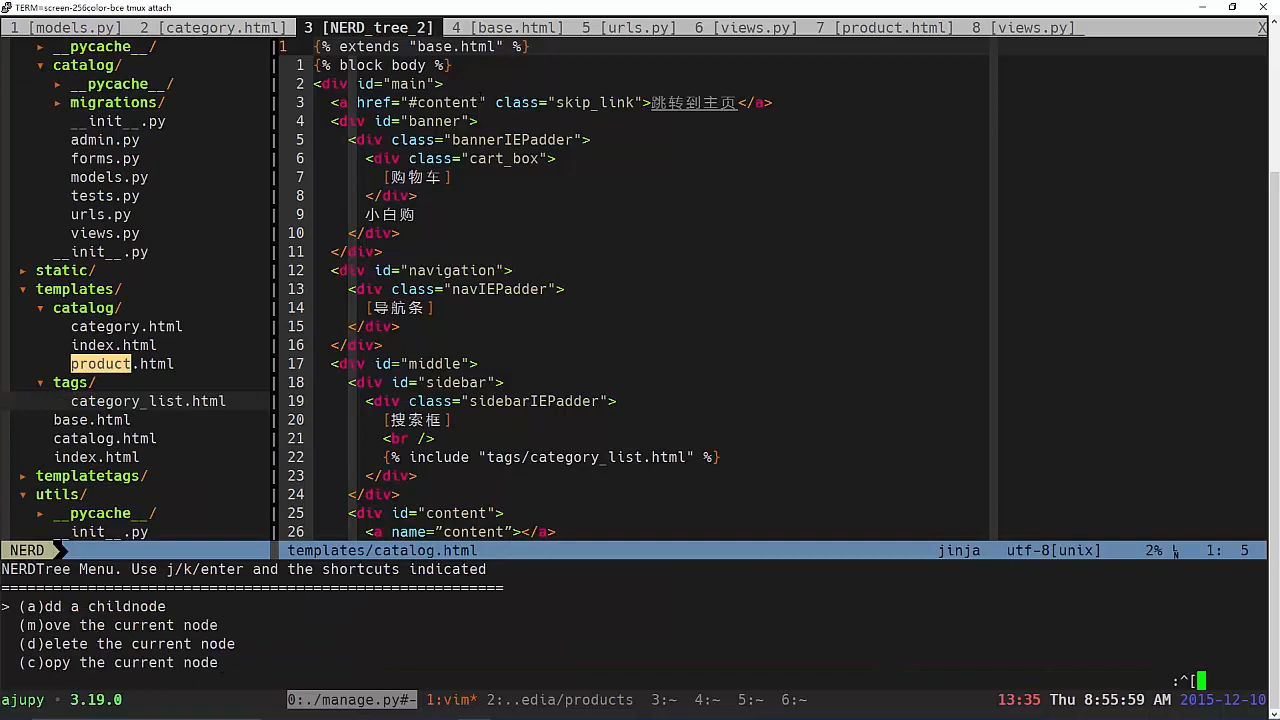 TERM=screen-256color-bce tmux attach
1 [models.py] 2 [category.html] 3 [NERD_tree_2] 4 [base.html] 5 [urls.py] 6 [views.py] 7 [product.html] 8 [views.py] X
▸ __pycache__/
▾ catalog/
▸ __pycache__/
▸ migrations/
__init__.py
admin.py
forms.py
models.py
tests.py
urls.py
views.py
__init__.py
▸ static/
▾ templates/
▾ catalog/
category.html
index.html
product.html
▾ tags/
category_list.html
base.html
catalog.html
index.html
▸ templatetags/
▾ utils/
▸ __pycache__/
__init__.py
1 {% extends "base.html" %}
1 {% block body %}
2 <div id="main">
3 <a href="#content" class="skip_link">跳转到主页</a>
4 <div id="banner">
5 <div class="bannerIEPadder">
6 <div class="cart_box">
7 [购物车]
8 </div>
9 小白购
10 </div>
11 </div>
12 <div id="navigation">
13 <div class="navIEPadder">
14 [导航条]
15 </div>
16 </div>
17 <div id="middle">
18 <div id="sidebar">
19 <div class="sidebarIEPadder">
20 [搜索框]
21 <br />
22 {% include "tags/category_list.html" %}
23 </div>
24 </div>
25 <div id="content">
26 <a name=”content”></a>
NERD templates/catalog.html jinja utf-8[unix] 2% 1: 5
NERDTree Menu. Use j/k/enter and the shortcuts indicated
==========================================================
> (a)dd a childnode
(m)ove the current node
(d)elete the current node
(c)opy the current node
:^[
ajupy • 3.19.0 0:./manage.py#- 1:vim* 2:..edia/products 3:~ 4:~ 5:~ 6:~ 13:35 Thu 8:55:59 AM 2015-12-10